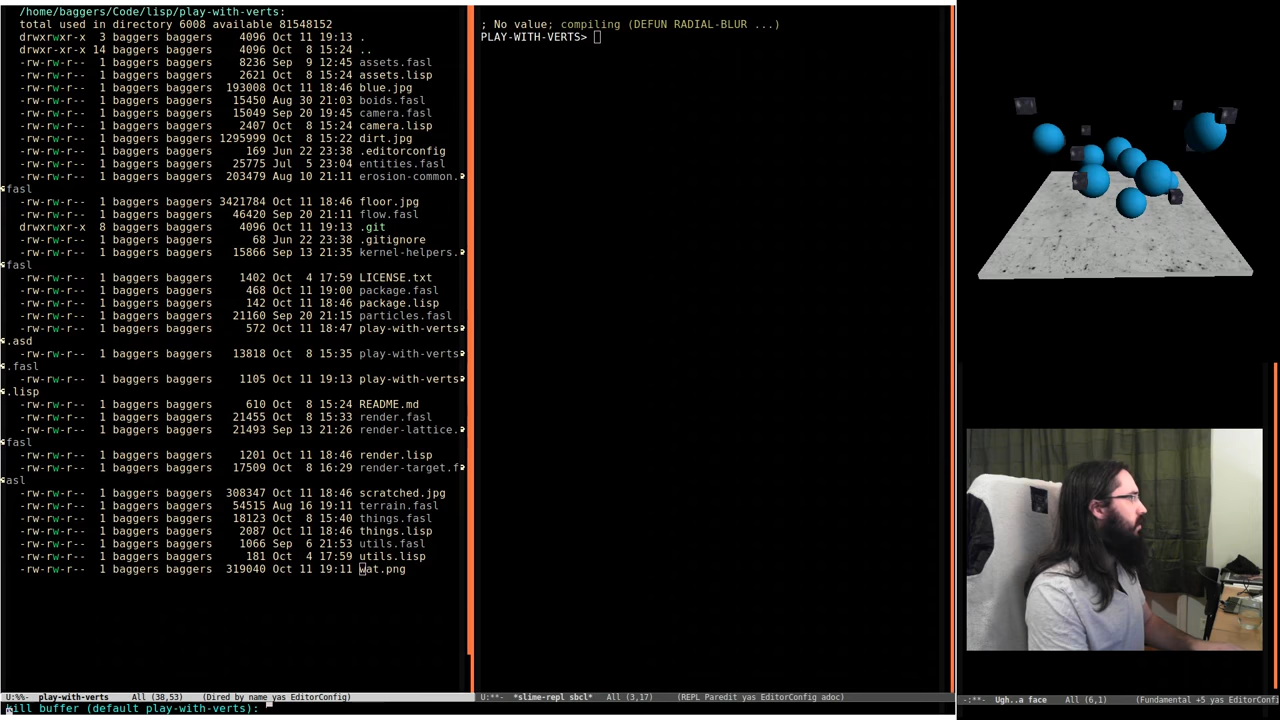 /home/baggers/Code/lisp/play-with-verts:
total used in directory 6008 available 81548152
drwxrwxr-x  3 baggers baggers    4096 Oct 11 19:13 .
drwxr-xr-x 14 baggers baggers    4096 Oct  8 15:24 ..
-rw-rw-r--  1 baggers baggers    8236 Sep  9 12:45 assets.fasl
-rw-rw-r--  1 baggers baggers    2621 Oct  8 15:24 assets.lisp
-rw-rw-r--  1 baggers baggers  193008 Oct 11 18:46 blue.jpg
-rw-rw-r--  1 baggers baggers   15450 Aug 30 21:03 boids.fasl
-rw-rw-r--  1 baggers baggers   15049 Sep 20 19:45 camera.fasl
-rw-rw-r--  1 baggers baggers    2407 Oct  8 15:24 camera.lisp
-rw-rw-r--  1 baggers baggers 1295999 Oct  8 15:22 dirt.jpg
-rw-rw-r--  1 baggers baggers     169 Jun 22 23:38 .editorconfig
-rw-rw-r--  1 baggers baggers   25775 Jul  5 23:04 entities.fasl
-rw-rw-r--  1 baggers baggers  203479 Aug 10 21:11 erosion-common.
fasl
-rw-rw-r--  1 baggers baggers 3421784 Oct 11 18:46 floor.jpg
-rw-rw-r--  1 baggers baggers   46420 Sep 20 21:11 flow.fasl
drwxrwxr-x  8 baggers baggers    4096 Oct 11 19:13 .git
-rw-rw-r--  1 baggers baggers      68 Jun 22 23:38 .gitignore
-rw-rw-r--  1 baggers baggers   15866 Sep 13 21:35 kernel-helpers.
fasl
-rw-rw-r--  1 baggers baggers    1402 Oct  4 17:59 LICENSE.txt
-rw-rw-r--  1 baggers baggers     468 Oct 11 19:00 package.fasl
-rw-rw-r--  1 baggers baggers     142 Oct 11 18:46 package.lisp
-rw-rw-r--  1 baggers baggers   21160 Sep 20 21:15 particles.fasl
-rw-rw-r--  1 baggers baggers     572 Oct 11 18:47 play-with-verts
.asd
-rw-rw-r--  1 baggers baggers   13818 Oct  8 15:35 play-with-verts
.fasl
-rw-rw-r--  1 baggers baggers    1105 Oct 11 19:13 play-with-verts
.lisp
-rw-rw-r--  1 baggers baggers     610 Oct  8 15:24 README.md
-rw-rw-r--  1 baggers baggers   21455 Oct  8 15:33 render.fasl
-rw-rw-r--  1 baggers baggers   21493 Sep 13 21:26 render-lattice.
fasl
-rw-rw-r--  1 baggers baggers    1201 Oct 11 18:46 render.lisp
-rw-rw-r--  1 baggers baggers   17509 Oct  8 16:29 render-target.f
asl
-rw-rw-r--  1 baggers baggers  308347 Oct 11 18:46 scratched.jpg
-rw-rw-r--  1 baggers baggers   54515 Aug 16 19:11 terrain.fasl
-rw-rw-r--  1 baggers baggers   18123 Oct  8 15:40 things.fasl
-rw-rw-r--  1 baggers baggers    2087 Oct 11 18:46 things.lisp
-rw-rw-r--  1 baggers baggers    1066 Sep  6 21:53 utils.fasl
-rw-rw-r--  1 baggers baggers     181 Oct  4 17:59 utils.lisp
-rw-rw-r--  1 baggers baggers  319040 Oct 11 19:11 wat.png
U:%%-  play-with-verts   All (38,53)   (Dired by name yas EditorConfig)
kill buffer (default play-with-verts):
; No value; compiling (DEFUN RADIAL-BLUR ...)
PLAY-WITH-VERTS>
U:**-  *slime-repl sbcl*   All (3,17)   (REPL Paredit yas EditorConfig adoc)
-:**-  Ugh..a face   All (6,1)   (Fundamental +5 yas EditorConfi